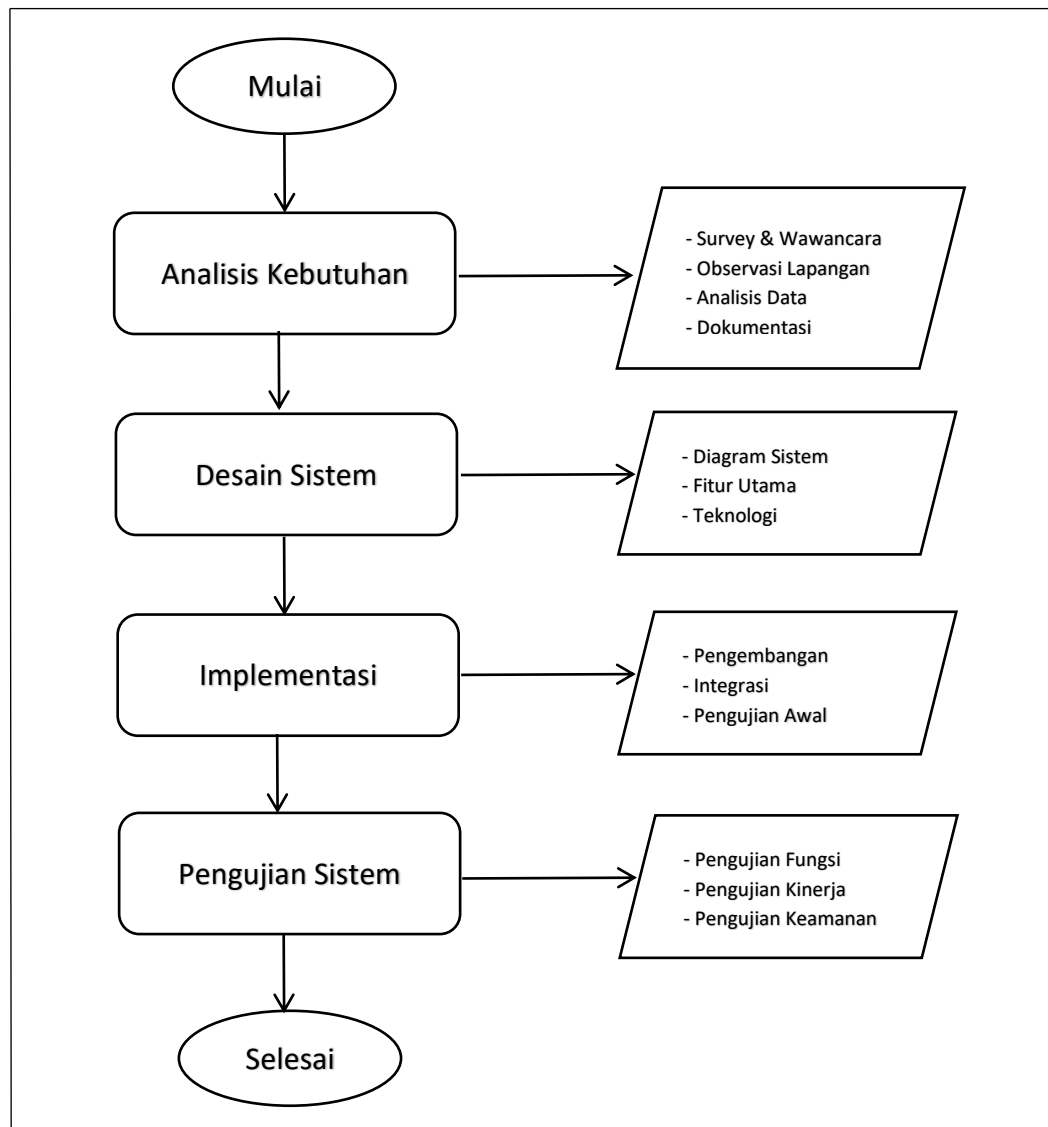 Mulai
Analisis Kebutuhan
- Survey & Wawancara
- Observasi Lapangan
- Analisis Data
- Dokumentasi
Desain Sistem
- Diagram Sistem
- Fitur Utama
- Teknologi
Implementasi
- Pengembangan
- Integrasi
- Pengujian Awal
Pengujian Sistem
- Pengujian Fungsi
- Pengujian Kinerja
- Pengujian Keamanan
Selesai